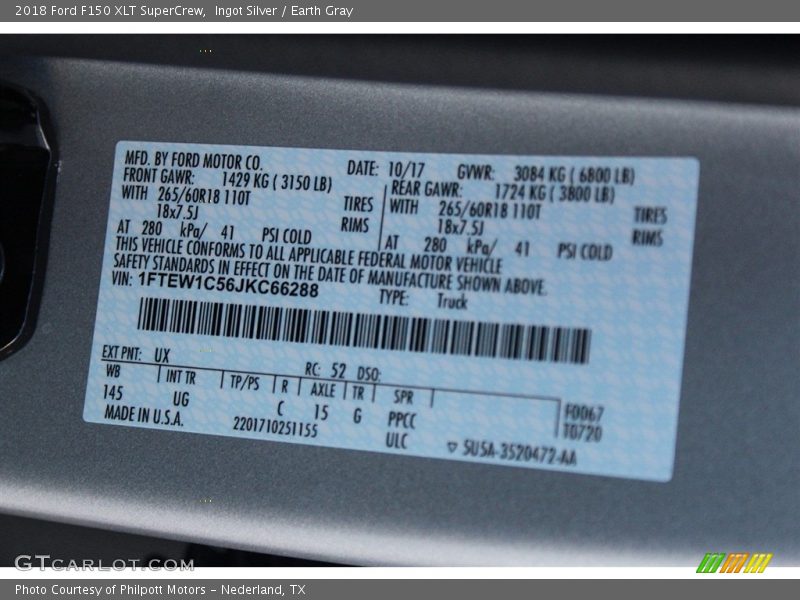 2018 Ford F150 XLT SuperCrew, Ingot Silver / Earth Gray
MFD. BY FORD MOTOR CO.
DATE: 10/17 GVWR: 3084 KG ( 6800 LB)
FRONT GAWR: 1429 KG ( 3150 LB) REAR GAWR: 1724 KG ( 3800 LB)
WITH 265/60R18 110T TIRES WITH 265/60R18 110T TIRES
18x7.5J RIMS 18x7.5J RIMS
AT 280 kPa/ 41 PSI COLD AT 280 kPa/ 41 PSI COLD
THIS VEHICLE CONFORMS TO ALL APPLICABLE FEDERAL MOTOR VEHICLE
SAFETY STANDARDS IN EFFECT ON THE DATE OF MANUFACTURE SHOWN ABOVE.
VIN: 1FTEW1C56JKC66288
TYPE: Truck
EXT PNT: UX RC: 52 DSO:
WB INT TR TP/PS R AXLE TR SPR
145 UG C 15 G PPCC F0067
MADE IN U.S.A. 2201710251155 ULC T0720
▽ 5U5A-3520472-AA
GTCARLOT.COM
Photo Courtesy of Philpott Motors – Nederland, TX